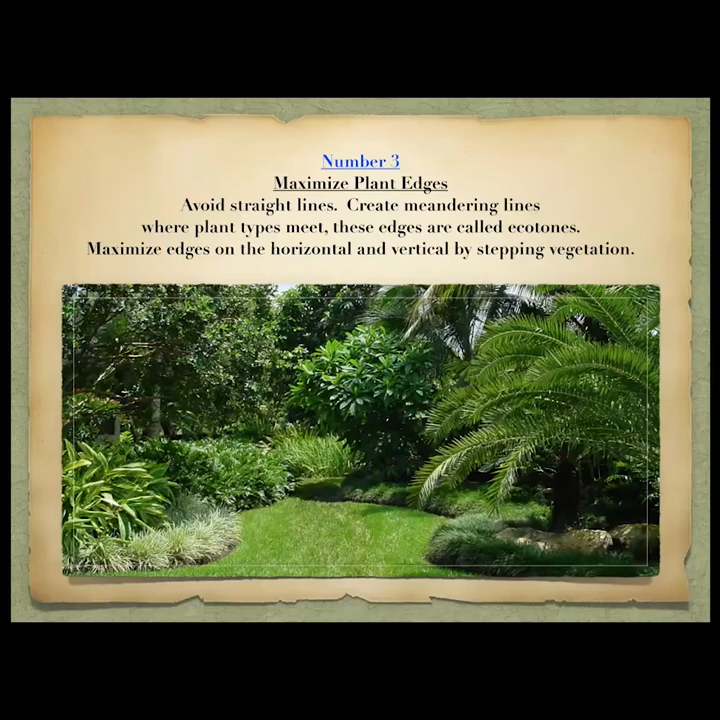 Number 3
Maximize Plant Edges
Avoid straight lines.  Create meandering lines
where plant types meet, these edges are called ecotones.
Maximize edges on the horizontal and vertical by stepping vegetation.